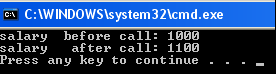 C:\WINDOWS\system32\cmd.exe
salary  before call: 1000
salary   after call: 1100
Press any key to continue . . .